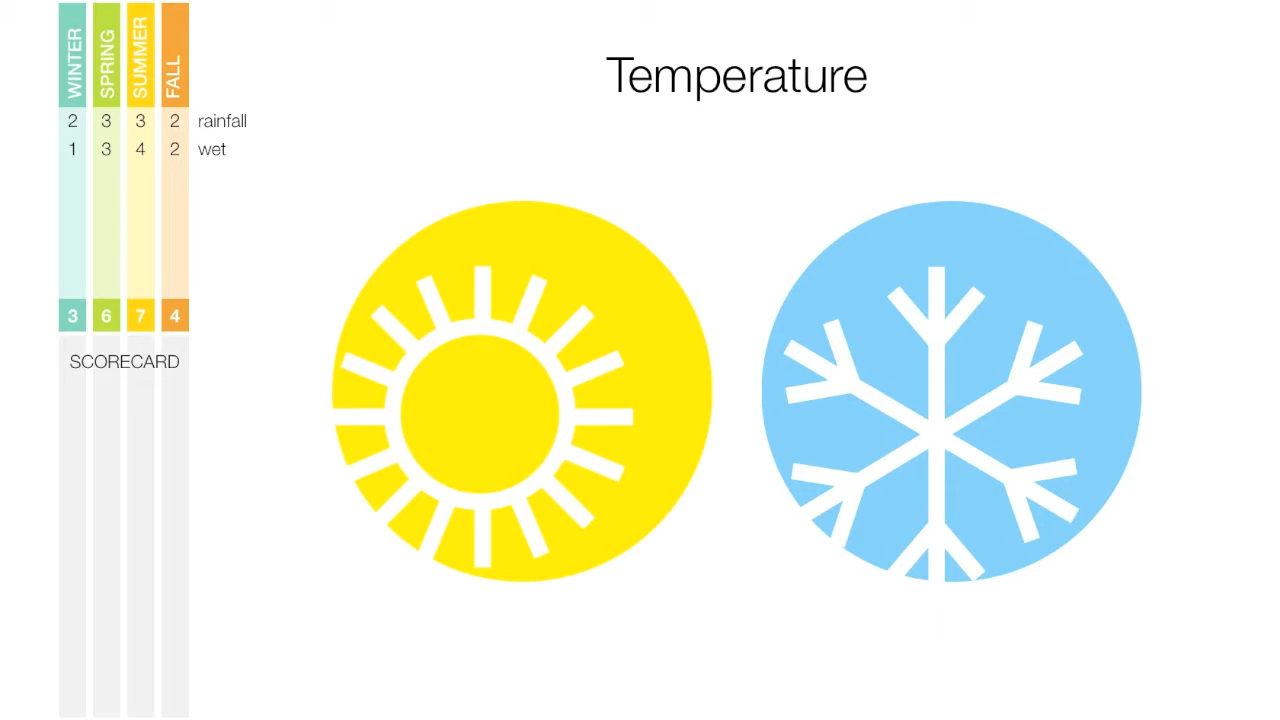 WINTER SPRING SUMMER FALL
Temperature
2 3 3 2 rainfall
1 3 4 2 wet
3 6 7 4
SCORECARD